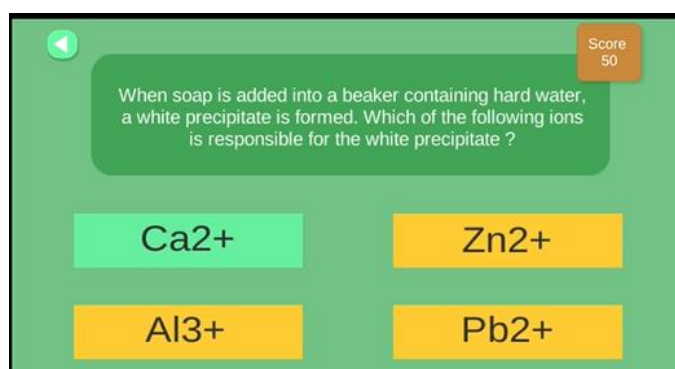 Score
50
When soap is added into a beaker containing hard water,
a white precipitate is formed. Which of the following ions
is responsible for the white precipitate ?
Ca2+
Zn2+
Al3+
Pb2+